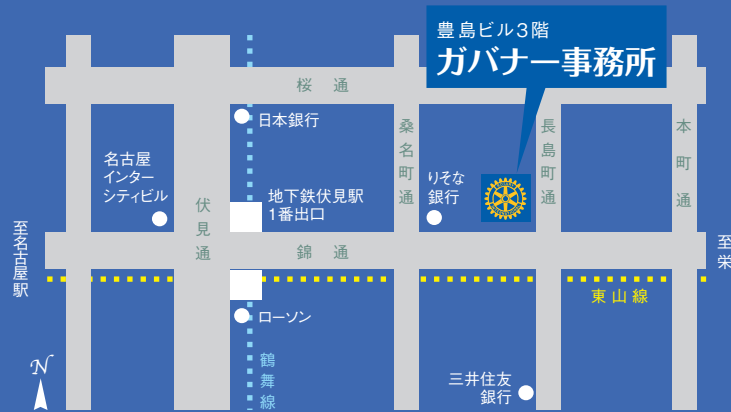 豊島ビル3階
ガバナー事務所
桜通
日本銀行
桑名町通
長島町通
本町通
名古屋
インター
シティビル
伏見通
地下鉄伏見駅
1番出口
りそな
銀行
至名古屋駅
錦通
至栄
東山線
ローソン
鶴舞線
三井住友
銀行
N